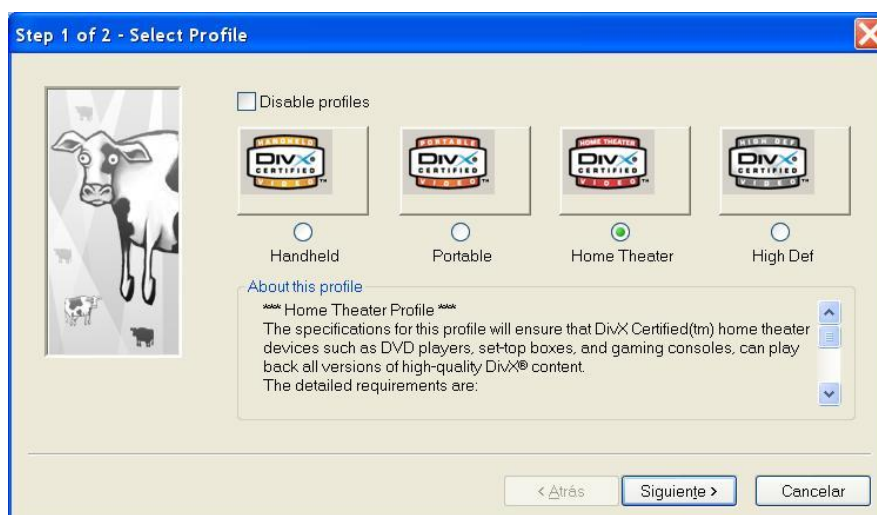 Step 1 of 2 - Select Profile
Disable profiles
HANDHELD
DIVX
CERTIFIED
VIDEO
PORTABLE
DIVX
CERTIFIED
VIDEO
HOME THEATER
DIVX
CERTIFIED
VIDEO
HIGH DEF
DIVX
CERTIFIED
VIDEO
Handheld
Portable
Home Theater
High Def
About this profile
*** Home Theater Profile ***
The specifications for this profile will ensure that DivX Certified(tm) home theater
devices such as DVD players, set-top boxes, and gaming consoles, can play
back all versions of high-quality DivX® content.
The detailed requirements are:
< Atrás
Siguiente >
Cancelar